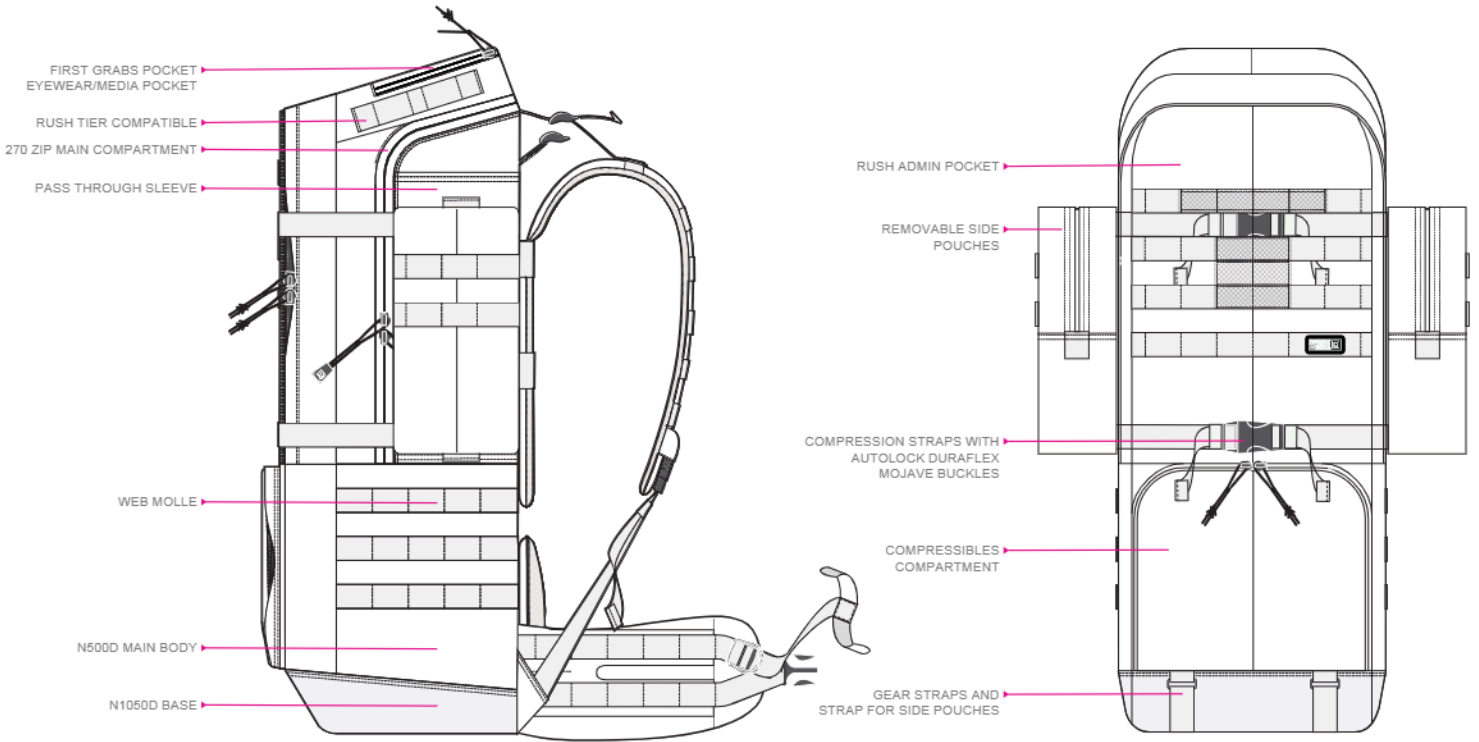 FIRST GRABS POCKET
EYEWEAR/MEDIA POCKET
RUSH TIER COMPATIBLE
270 ZIP MAIN COMPARTMENT
PASS THROUGH SLEEVE
WEB MOLLE
N500D MAIN BODY
N1050D BASE
RUSH ADMIN POCKET
REMOVABLE SIDE
POUCHES
COMPRESSION STRAPS WITH
AUTOLOCK DURAFLEX
MOJAVE BUCKLES
COMPRESSIBLES
COMPARTMENT
GEAR STRAPS AND
STRAP FOR SIDE POUCHES